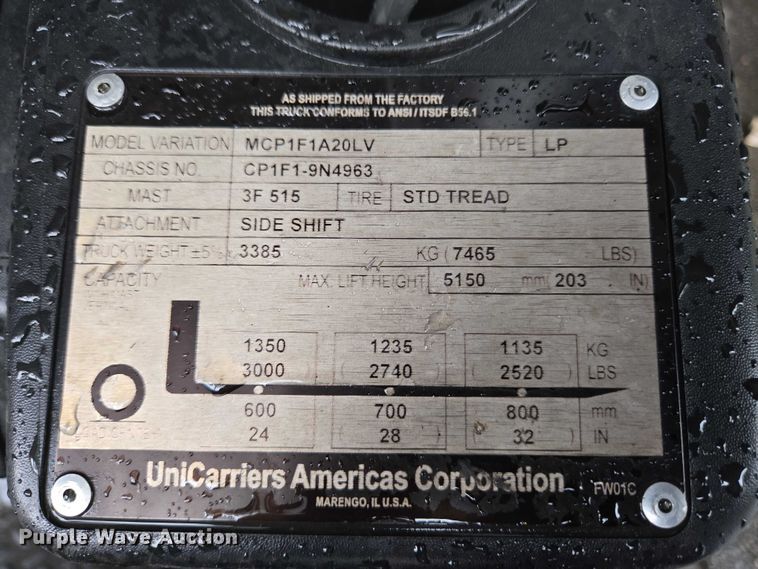 AS SHIPPED FROM THE FACTORY
THIS TRUCK CONFORMS TO ANSI / ITSDF B56.1
MODEL VARIATION MCP1F1A20LV TYPE LP
CHASSIS NO. CP1F1-9N4963
MAST 3F 515 TIRE STD TREAD
ATTACHMENT SIDE SHIFT
TRUCK WEIGHT ±5% 3385 KG ( 7465 LBS)
CAPACITY MAX. LIFT HEIGHT 5150 mm( 203 . IN)
1350 1235 1135 KG
( 3000 ) ( 2740 ) ( 2520 ) LBS
600 700 800 mm
( 24 ) ( 28 ) ( 32 ) IN
UniCarriers Americas Corporation
MARENGO, IL U.S.A.
FW01C
Purple Wave Auction